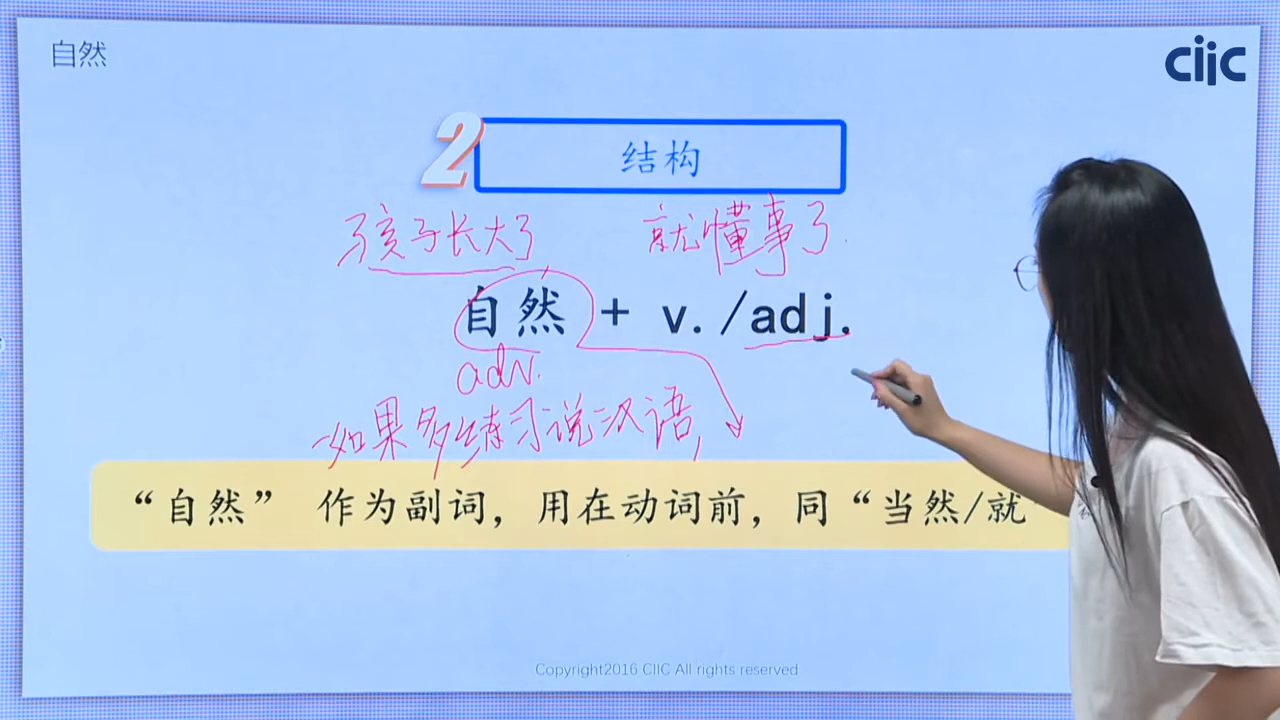 自然
ciic
2 结构
孩子长大了 就懂事了.
自然 + v./adj.
adv.
如果多练习说汉语,
“自然” 作为副词, 用在动词前, 同“当然/就
Copyright2016 CIIC All rights reserved